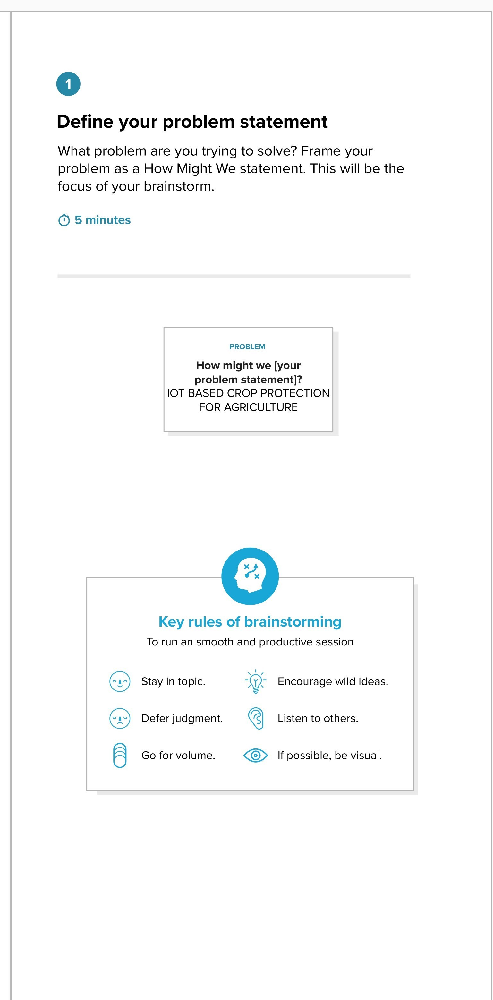 1
Define your problem statement
What problem are you trying to solve? Frame your
problem as a How Might We statement. This will be the
focus of your brainstorm.
5 minutes
PROBLEM
How might we [your
problem statement]?
IOT BASED CROP PROTECTION
FOR AGRICULTURE
Key rules of brainstorming
To run an smooth and productive session
Stay in topic.
Encourage wild ideas.
Defer judgment.
Listen to others.
Go for volume.
If possible, be visual.